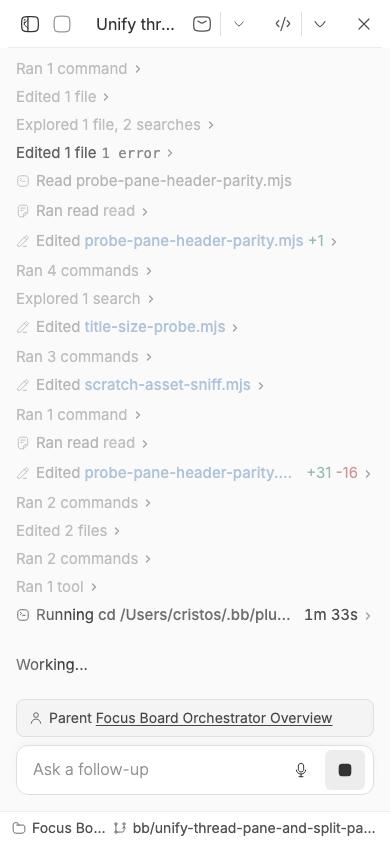 Unify thr...
Ran 1 command
Edited 1 file
Explored 1 file, 2 searches
Edited 1 file 1 error
Read probe-pane-header-parity.mjs
Ran read read
Edited probe-pane-header-parity.mjs +1
Ran 4 commands
Explored 1 search
Edited title-size-probe.mjs
Ran 3 commands
Edited scratch-asset-sniff.mjs
Ran 1 command
Ran read read
Edited probe-pane-header-parity.... +31 -16
Ran 2 commands
Edited 2 files
Ran 2 commands
Ran 1 tool
Running cd /Users/cristos/.bb/plu... 1m 33s
Working...
Parent Focus Board Orchestrator Overview
Ask a follow-up
Focus Bo... bb/unify-thread-pane-and-split-pa...